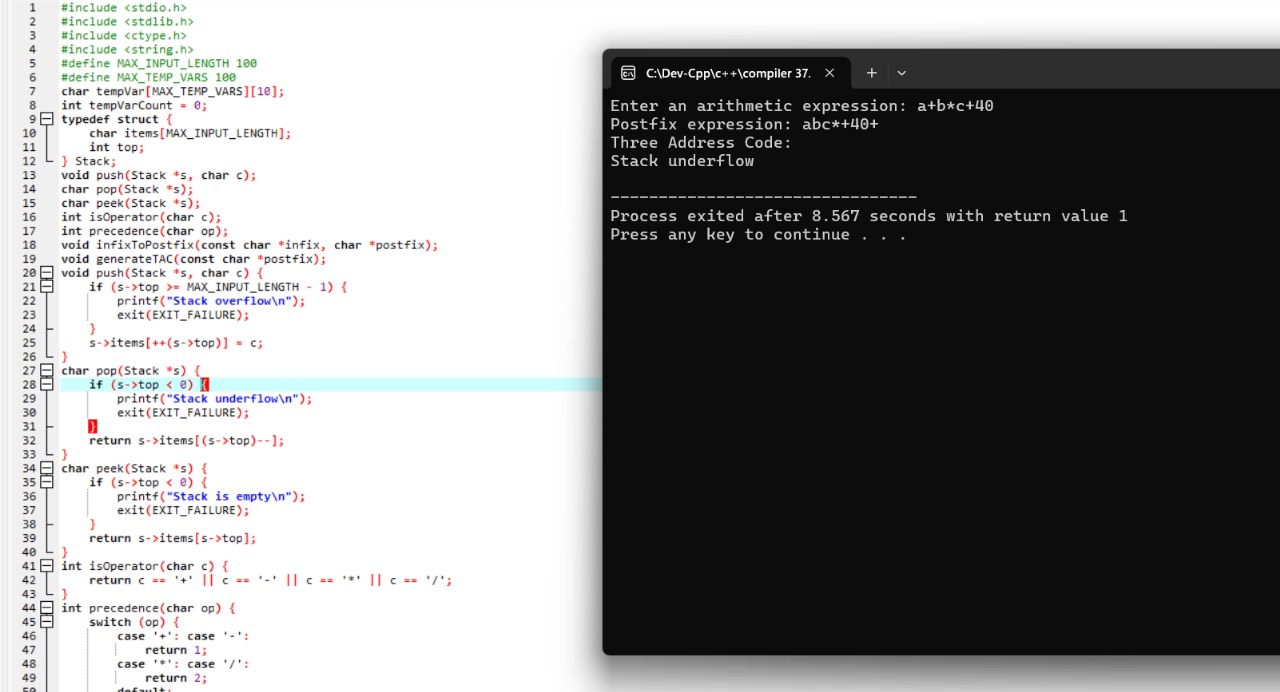 1 #include <stdio.h>
2 #include <stdlib.h>
3 #include <ctype.h>
4 #include <string.h>
5 #define MAX_INPUT_LENGTH 100
6 #define MAX_TEMP_VARS 100
7 char tempVar[MAX_TEMP_VARS][10];
8 int tempVarCount = 0;
9 typedef struct {
10     char items[MAX_INPUT_LENGTH];
11     int top;
12 } Stack;
13 void push(Stack *s, char c);
14 char pop(Stack *s);
15 char peek(Stack *s);
16 int isOperator(char c);
17 int precedence(char op);
18 void infixToPostfix(const char *infix, char *postfix);
19 void generateTAC(const char *postfix);
20 void push(Stack *s, char c) {
21     if (s->top >= MAX_INPUT_LENGTH - 1) {
22         printf("Stack overflow\n");
23         exit(EXIT_FAILURE);
24     }
25     s->items[++(s->top)] = c;
26 }
27 char pop(Stack *s) {
28     if (s->top < 0) {
29         printf("Stack underflow\n");
30         exit(EXIT_FAILURE);
31     }
32     return s->items[(s->top)--];
33 }
34 char peek(Stack *s) {
35     if (s->top < 0) {
36         printf("Stack is empty\n");
37         exit(EXIT_FAILURE);
38     }
39     return s->items[s->top];
40 }
41 int isOperator(char c) {
42     return c == '+' || c == '-' || c == '*' || c == '/';
43 }
44 int precedence(char op) {
45     switch (op) {
46         case '+': case '-':
47             return 1;
48         case '*': case '/':
49             return 2;
50         default:
C:\Dev-Cpp\c++\compiler 37.
Enter an arithmetic expression: a+b*c+40
Postfix expression: abc*+40+
Three Address Code:
Stack underflow
--------------------------------
Process exited after 8.567 seconds with return value 1
Press any key to continue . . .